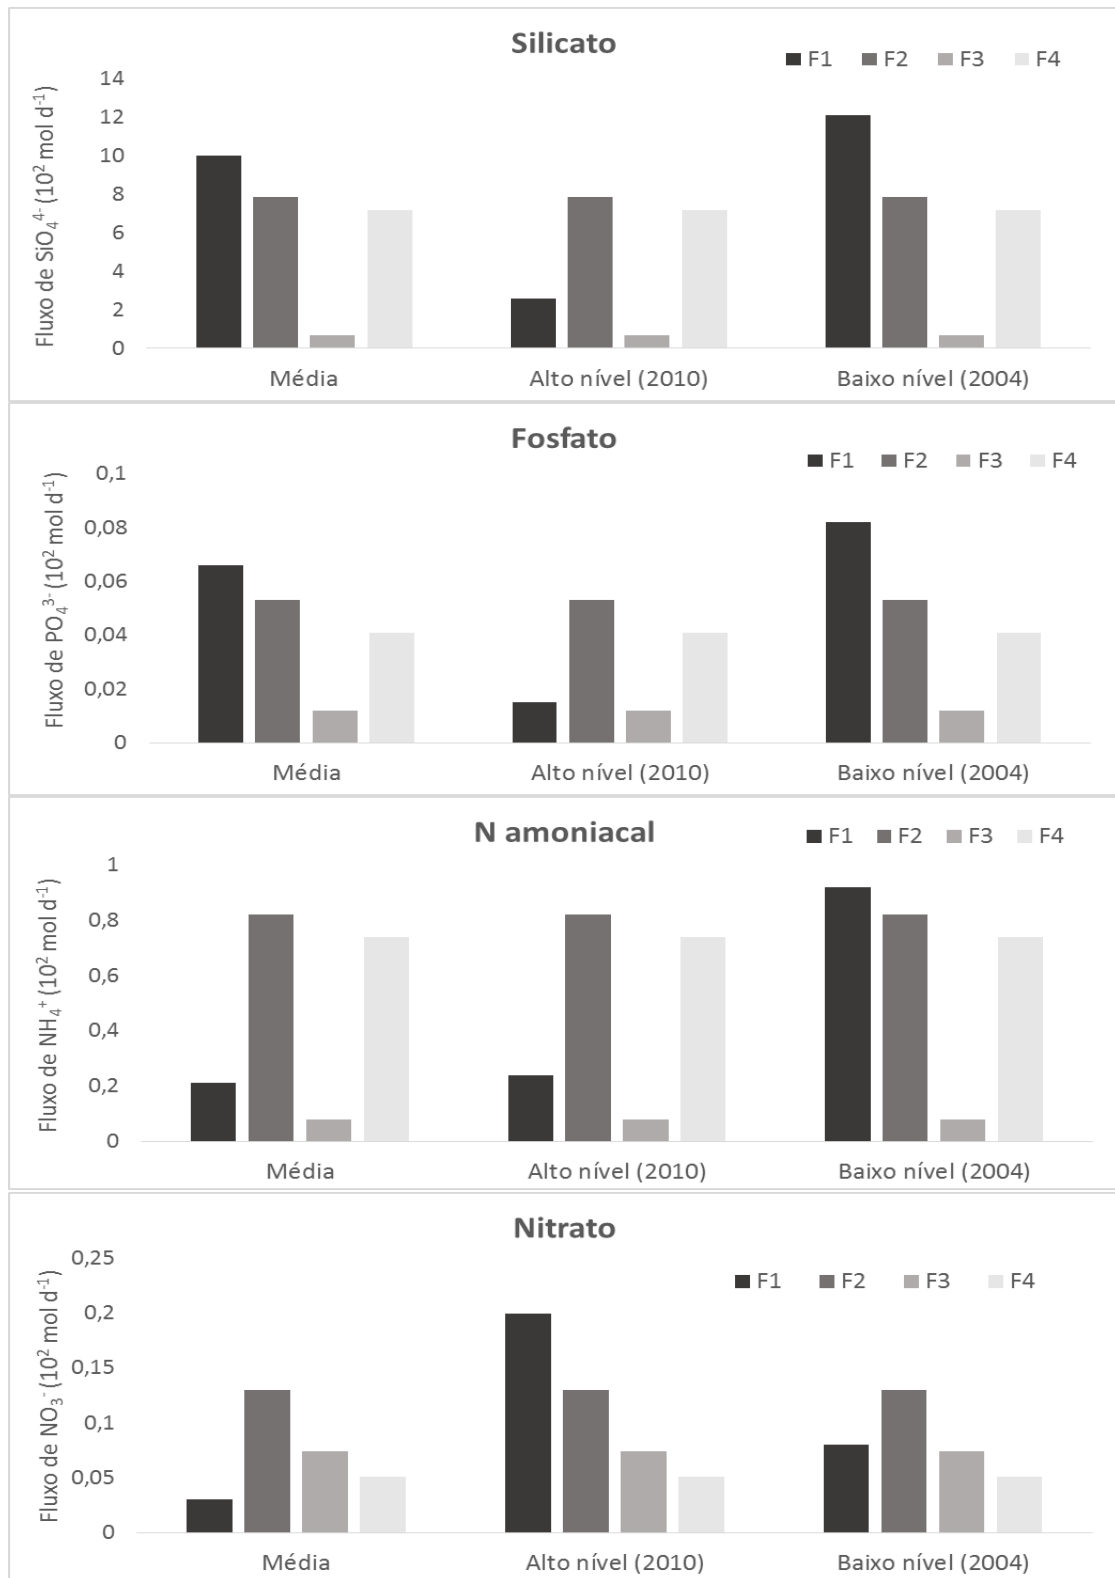 Silicato
F1 F2 F3 F4
Fluxo de SiO₄⁴⁻ (10² mol d⁻¹)
14
12
10
8
6
4
2
0
Média Alto nível (2010) Baixo nível (2004)
Fosfato
F1 F2 F3 F4
Fluxo de PO₄³⁻ (10² mol d⁻¹)
0,1
0,08
0,06
0,04
0,02
0
Média Alto nível (2010) Baixo nível (2004)
N amoniacal
F1 F2 F3 F4
Fluxo de NH₄⁺ (10² mol d⁻¹)
1
0,8
0,6
0,4
0,2
0
Média Alto nível (2010) Baixo nível (2004)
Nitrato
F1 F2 F3 F4
Fluxo de NO₃⁻ (10² mol d⁻¹)
0,25
0,2
0,15
0,1
0,05
0
Média Alto nível (2010) Baixo nível (2004)